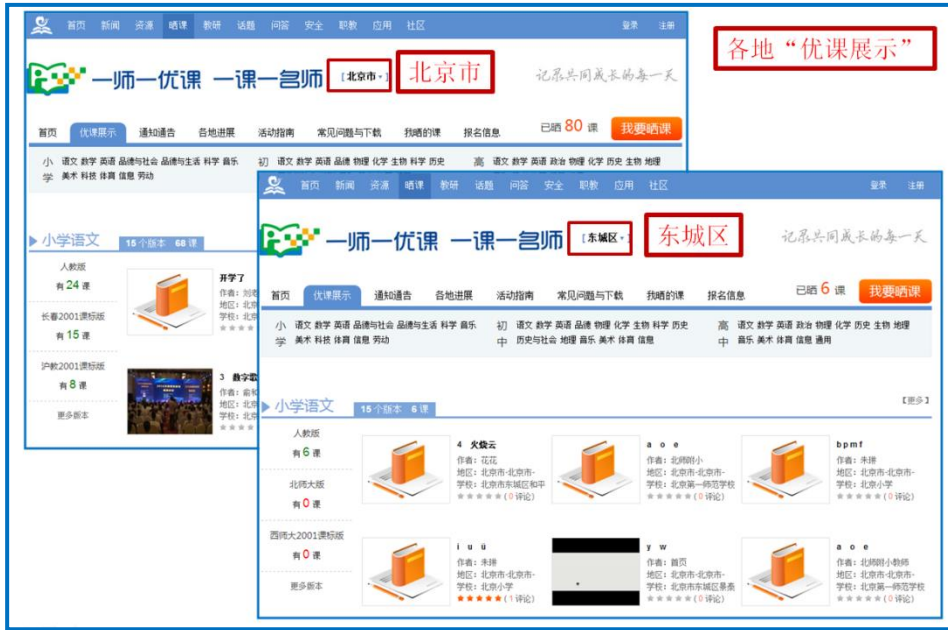 各地“优课展示”
首页 新闻 资源 晒课 教研 话题 问答 安全 职教 应用 社区 登录 注册
一师一优课 一课一名师 [北京市] 北京市 记录共同成长的每一天
首页 优课展示 通知通告 各地进展 活动指南 常见问题与下载 我晒的课 报名信息 已晒 80 课 我要晒课
小学 语文 数学 英语 品德与社会 品德与生活 科学 音乐 初 语文 数学 英语 品德 物理 化学 生物 科学 历史 高 语文 数学 英语 政治 物理 化学 历史 生物 地理
美术 科技 体育 信息 劳动
小学语文 15个版本 68课
人教版
有 24 课
长春2001课标版
有 15 课
沪教2001课标版
有 8 课
更多版本
开学了
作者：刘老
地区：北京
学校：北京
3 数字歌
作者：俞和
地区：北京
学校：北京
首页 新闻 资源 晒课 教研 话题 问答 安全 职教 应用 社区 登录 注册
一师一优课 一课一名师 [东城区] 东城区 记录共同成长的每一天
首页 优课展示 通知通告 各地进展 活动指南 常见问题与下载 我晒的课 报名信息 已晒 6 课 我要晒课
小学 语文 数学 英语 品德与社会 品德与生活 科学 音乐 初中 语文 数学 英语 品德 物理 化学 生物 科学 历史 高中 语文 数学 英语 政治 物理 化学 历史 生物 地理
美术 科技 体育 信息 劳动 历史与社会 地理 音乐 美术 体育 信息 音乐 美术 体育 信息 通用
小学语文 15个版本 6课 【更多】
人教版
有 6 课
北师大版
有 0 课
西师大2001课标版
有 0 课
更多版本
4 火烧云
作者：花花
地区：北京市-北京市-
学校：北京市东城区和平
(0评论)
a o e
作者：北师附小
地区：北京市-北京市-
学校：北京第一师范学校
(0评论)
b p m f
作者：朱瑾
地区：北京市-北京市-
学校：北京小学
(0评论)
i u ü
作者：朱瑾
地区：北京市-北京市-
学校：北京小学
(1评论)
y w
作者：首页
地区：北京市-北京市-
学校：北京市东城区景泰
(0评论)
a o e
作者：北师附小教师
地区：北京市-北京市-
学校：北京第一师范学校
(0评论)